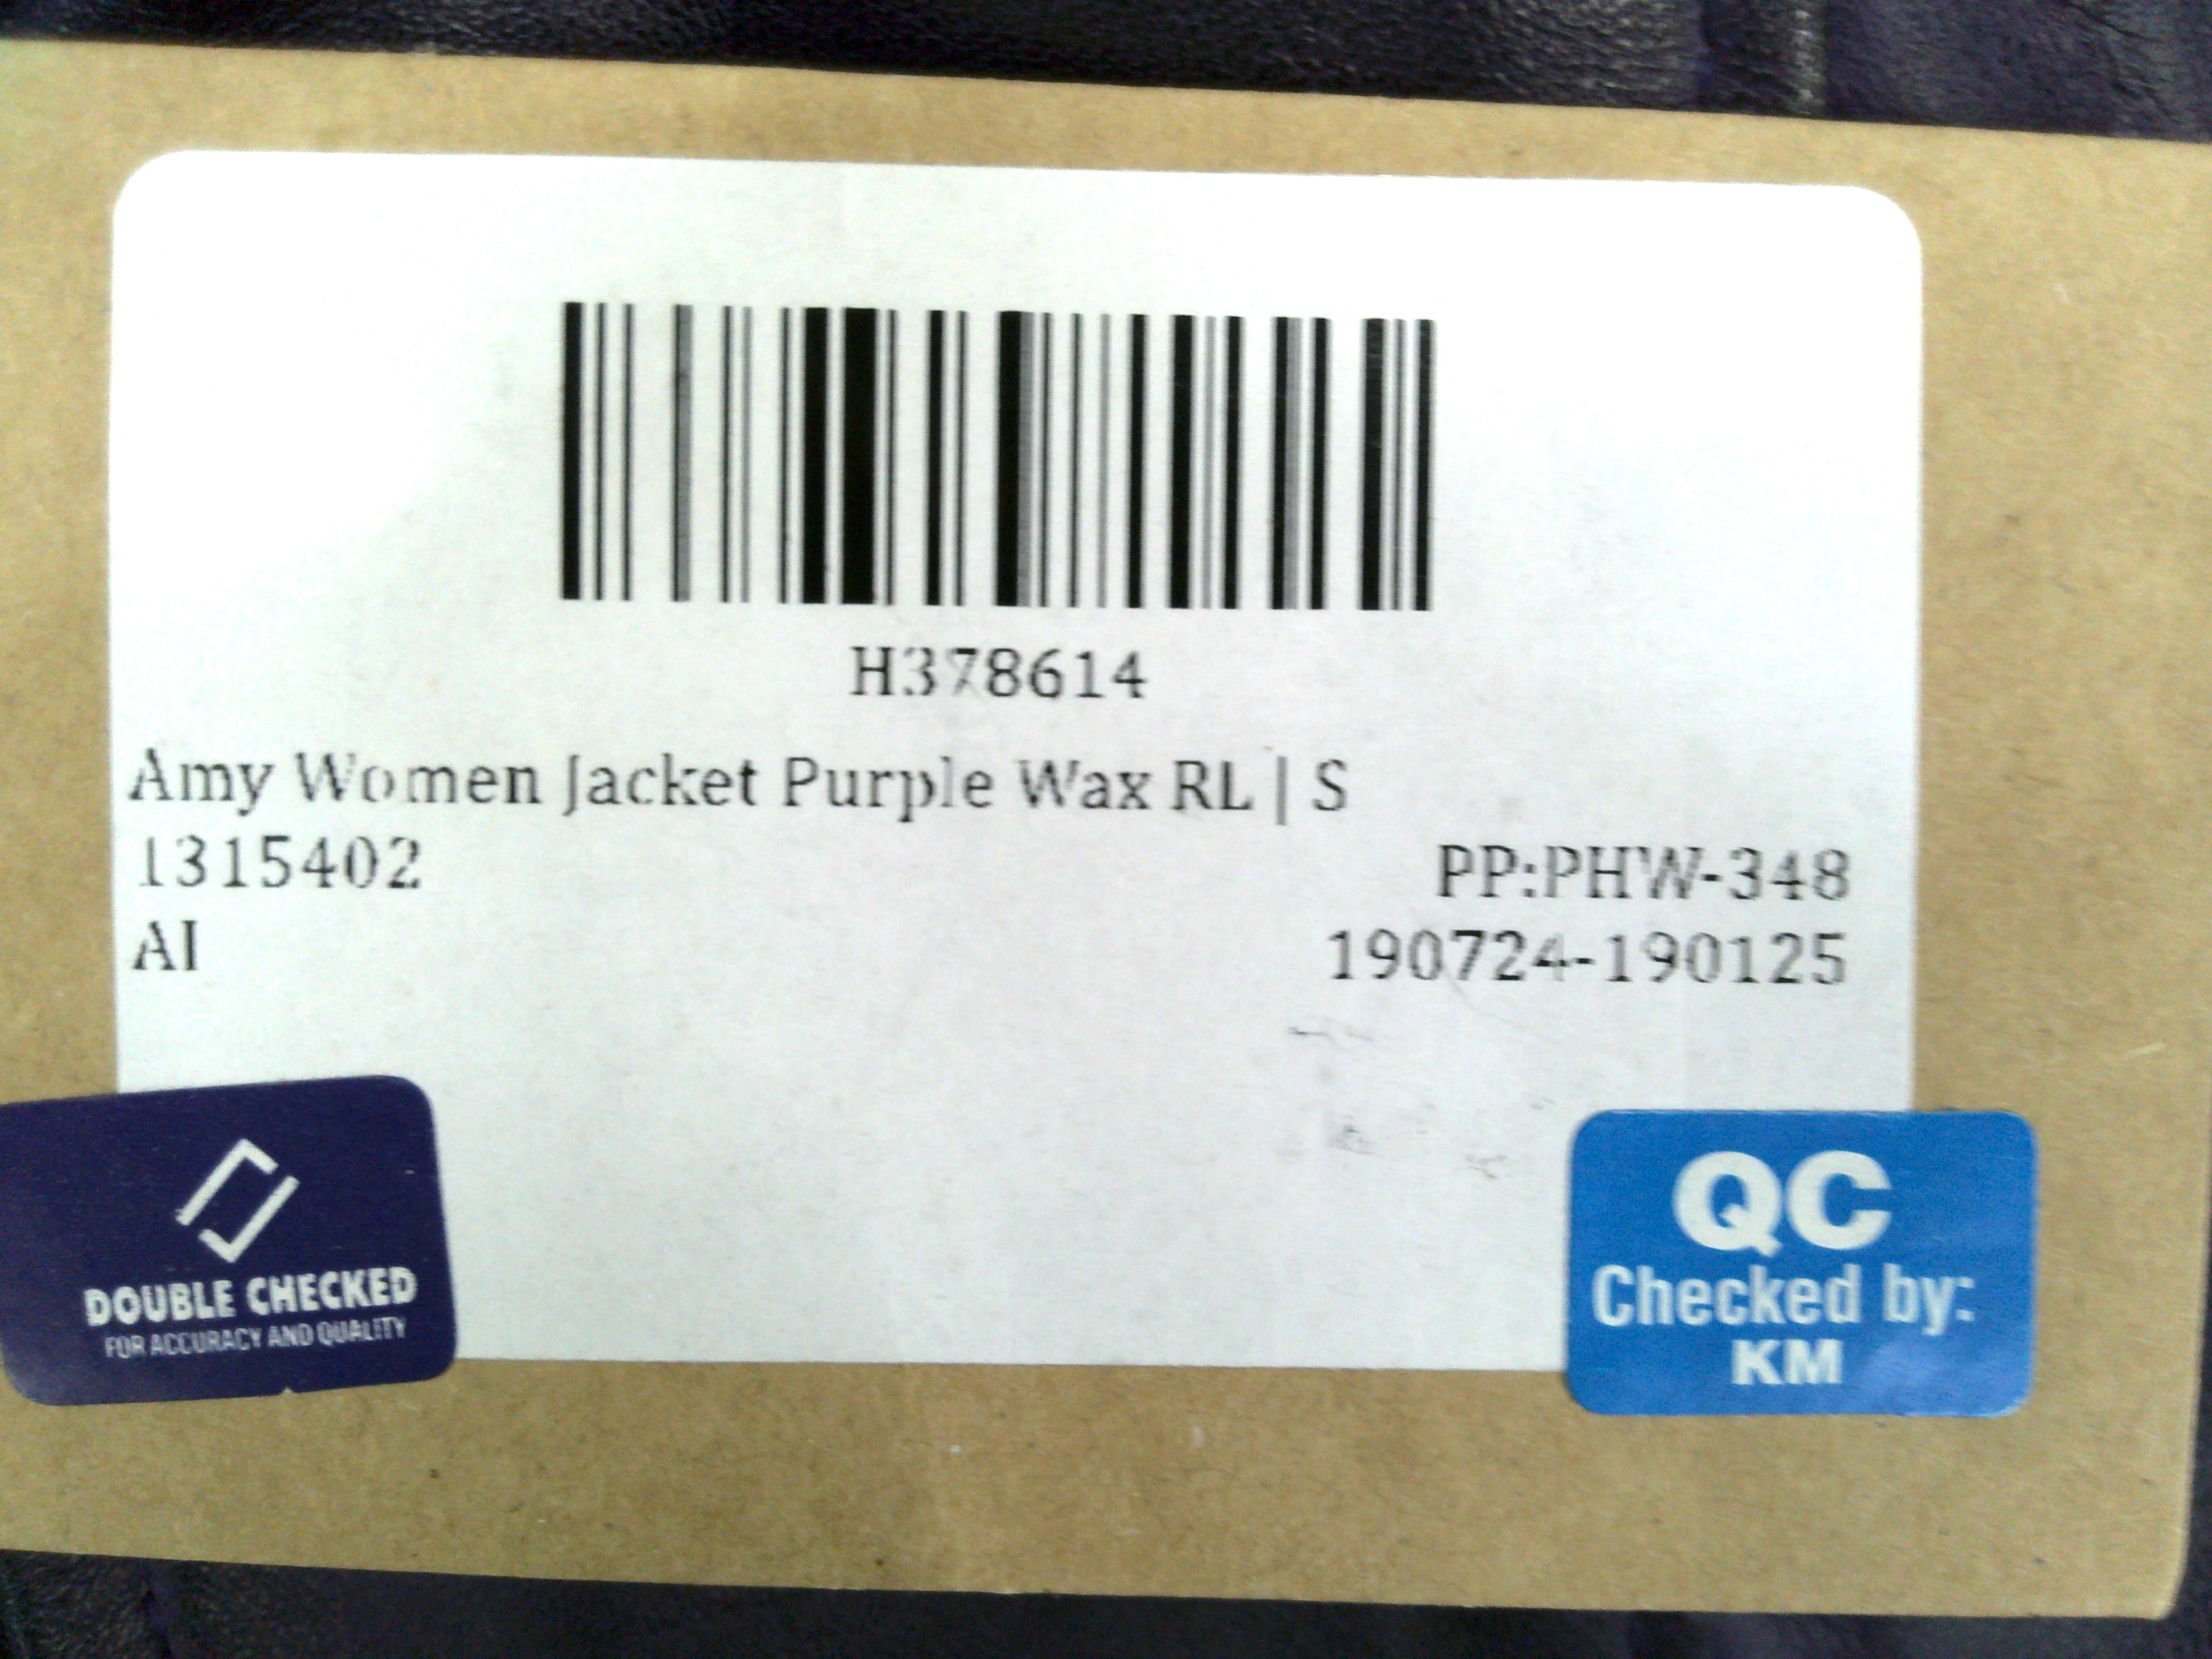 H378614
Amy Women Jacket Purple Wax RL | S
1315402
PP:PHW-348
AI
190724-190125
DOUBLE CHECKED
FOR ACCURACY AND QUALITY
QC
Checked by:
KM